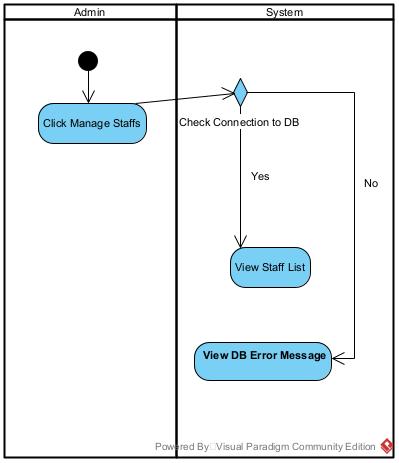 Admin
System
Click Manage Staffs
Check Connection to DB
Yes
No
View Staff List
View DB Error Message
Powered By Visual Paradigm Community Edition